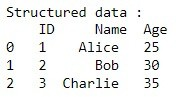 Structured data :
   ID     Name  Age
0   1    Alice   25
1   2      Bob   30
2   3  Charlie   35